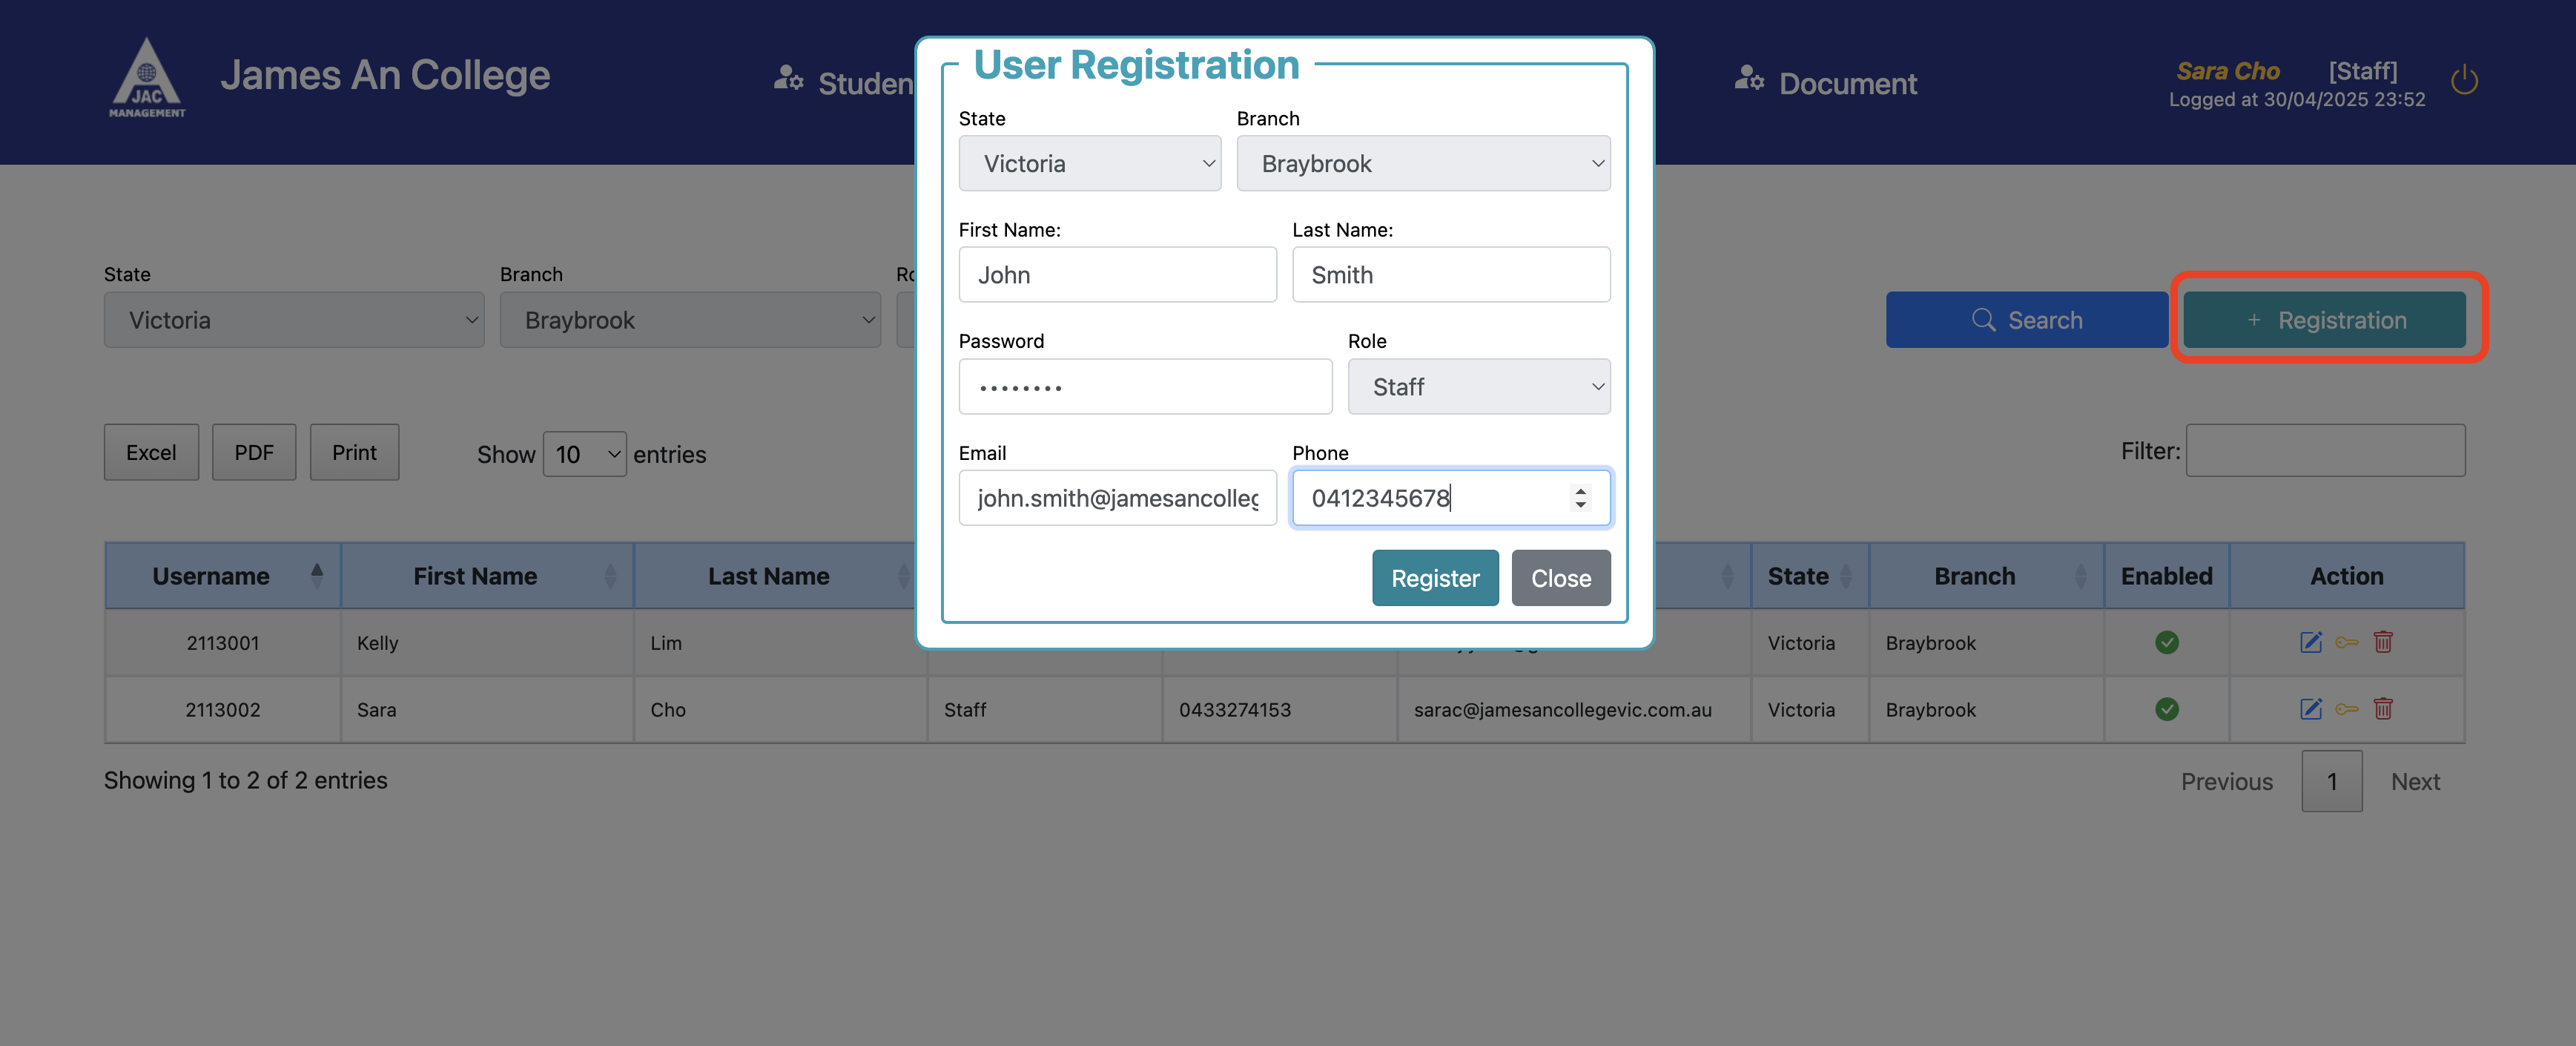 JAC
MANAGEMENT
James An College
Studen
Document
Sara Cho [Staff]
Logged at 30/04/2025 23:52
User Registration
State Branch
Victoria Braybrook
First Name: Last Name:
John Smith
Password Role
•••••••• Staff
Email Phone
john.smith@jamesancolleg 0412345678
Register Close
State Branch
Victoria Braybrook
Search + Registration
Excel PDF Print Show 10 entries Filter:
Username First Name Last Name State Branch Enabled Action
2113001 Kelly Lim Victoria Braybrook
2113002 Sara Cho Staff 0433274153 sarac@jamesancollegevic.com.au Victoria Braybrook
Showing 1 to 2 of 2 entries Previous 1 Next